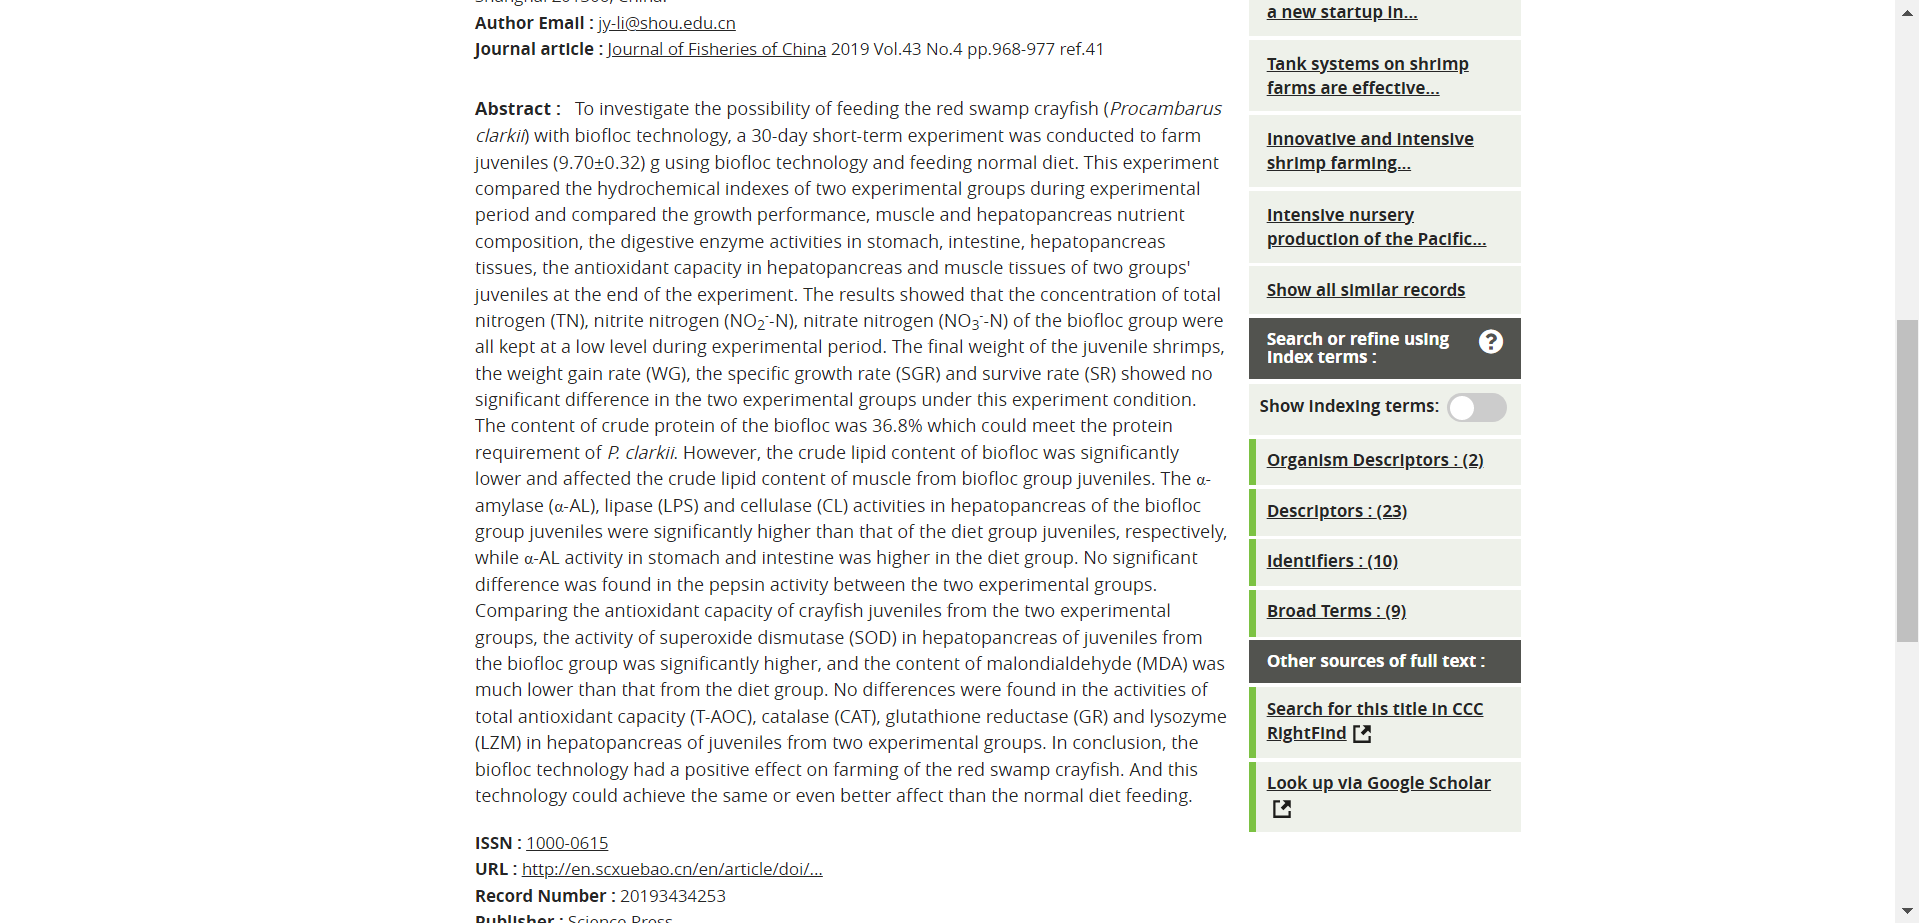 Shanghai 201306, China.
Author Email : jy-li@shou.edu.cn
Journal article : Journal of Fisheries of China 2019 Vol.43 No.4 pp.968-977 ref.41
Abstract : To investigate the possibility of feeding the red swamp crayfish (Procambarus
clarkii) with biofloc technology, a 30-day short-term experiment was conducted to farm
juveniles (9.70±0.32) g using biofloc technology and feeding normal diet. This experiment
compared the hydrochemical indexes of two experimental groups during experimental
period and compared the growth performance, muscle and hepatopancreas nutrient
composition, the digestive enzyme activities in stomach, intestine, hepatopancreas
tissues, the antioxidant capacity in hepatopancreas and muscle tissues of two groups'
juveniles at the end of the experiment. The results showed that the concentration of total
nitrogen (TN), nitrite nitrogen (NO2⁻-N), nitrate nitrogen (NO3⁻-N) of the biofloc group were
all kept at a low level during experimental period. The final weight of the juvenile shrimps,
the weight gain rate (WG), the specific growth rate (SGR) and survive rate (SR) showed no
significant difference in the two experimental groups under this experiment condition.
The content of crude protein of the biofloc was 36.8% which could meet the protein
requirement of P. clarkii. However, the crude lipid content of biofloc was significantly
lower and affected the crude lipid content of muscle from biofloc group juveniles. The α-
amylase (α-AL), lipase (LPS) and cellulase (CL) activities in hepatopancreas of the biofloc
group juveniles were significantly higher than that of the diet group juveniles, respectively,
while α-AL activity in stomach and intestine was higher in the diet group. No significant
difference was found in the pepsin activity between the two experimental groups.
Comparing the antioxidant capacity of crayfish juveniles from the two experimental
groups, the activity of superoxide dismutase (SOD) in hepatopancreas of juveniles from
the biofloc group was significantly higher, and the content of malondialdehyde (MDA) was
much lower than that from the diet group. No differences were found in the activities of
total antioxidant capacity (T-AOC), catalase (CAT), glutathione reductase (GR) and lysozyme
(LZM) in hepatopancreas of juveniles from two experimental groups. In conclusion, the
biofloc technology had a positive effect on farming of the red swamp crayfish. And this
technology could achieve the same or even better affect than the normal diet feeding.
ISSN : 1000-0615
URL : http://en.scxuebao.cn/en/article/doi/...
Record Number : 20193434253
Publisher : Science Press
a new startup in...
Tank systems on shrimp
farms are effective...
Innovative and intensive
shrimp farming...
Intensive nursery
production of the Pacific...
Show all similar records
Search or refine using
Index terms :
?
Show indexing terms:
Organism Descriptors : (2)
Descriptors : (23)
Identifiers : (10)
Broad Terms : (9)
Other sources of full text :
Search for this title in CCC
RightFind
Look up via Google Scholar